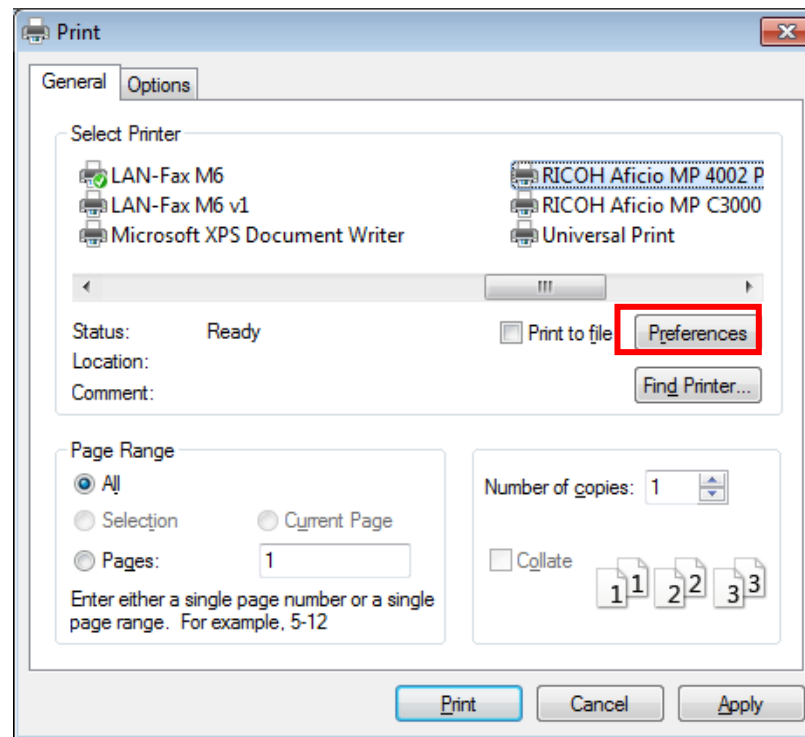 Print
General Options
Select Printer
LAN-Fax M6 RICOH Aficio MP 4002 P
LAN-Fax M6 v1 RICOH Aficio MP C3000
Microsoft XPS Document Writer Universal Print
Status: Ready Print to file Preferences
Location:
Comment: Find Printer...
Page Range
All
Number of copies: 1
Selection Current Page
Pages: 1
Collate
Enter either a single page number or a single
page range. For example, 5-12
1 1 2 2 3 3
Print Cancel Apply